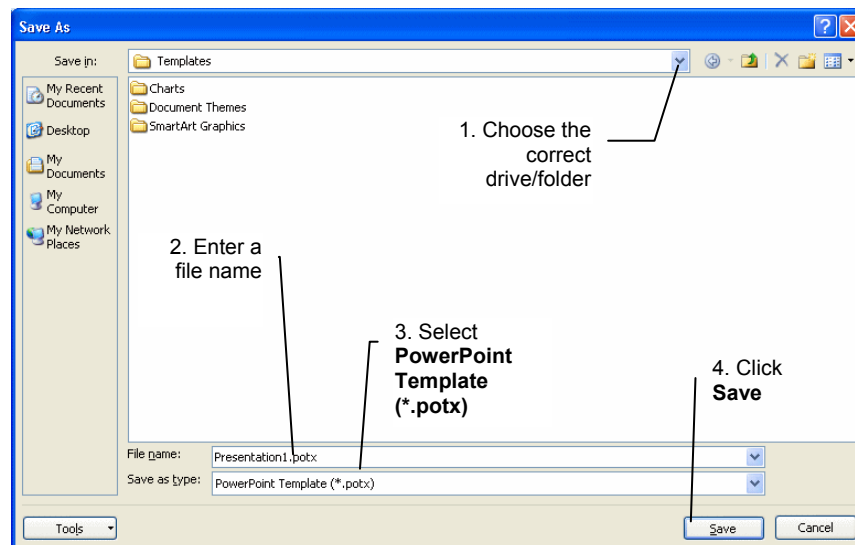 Save As
Save in:
Templates
My Recent
Documents
Desktop
My
Documents
My
Computer
My Network
Places
Charts
Document Themes
SmartArt Graphics
1. Choose the
correct
drive/folder
2. Enter a
file name
3. Select
PowerPoint
Template
(*.potx)
4. Click
Save
File name:
Presentation1.potx
Save as type:
PowerPoint Template (*.potx)
Tools
Save
Cancel